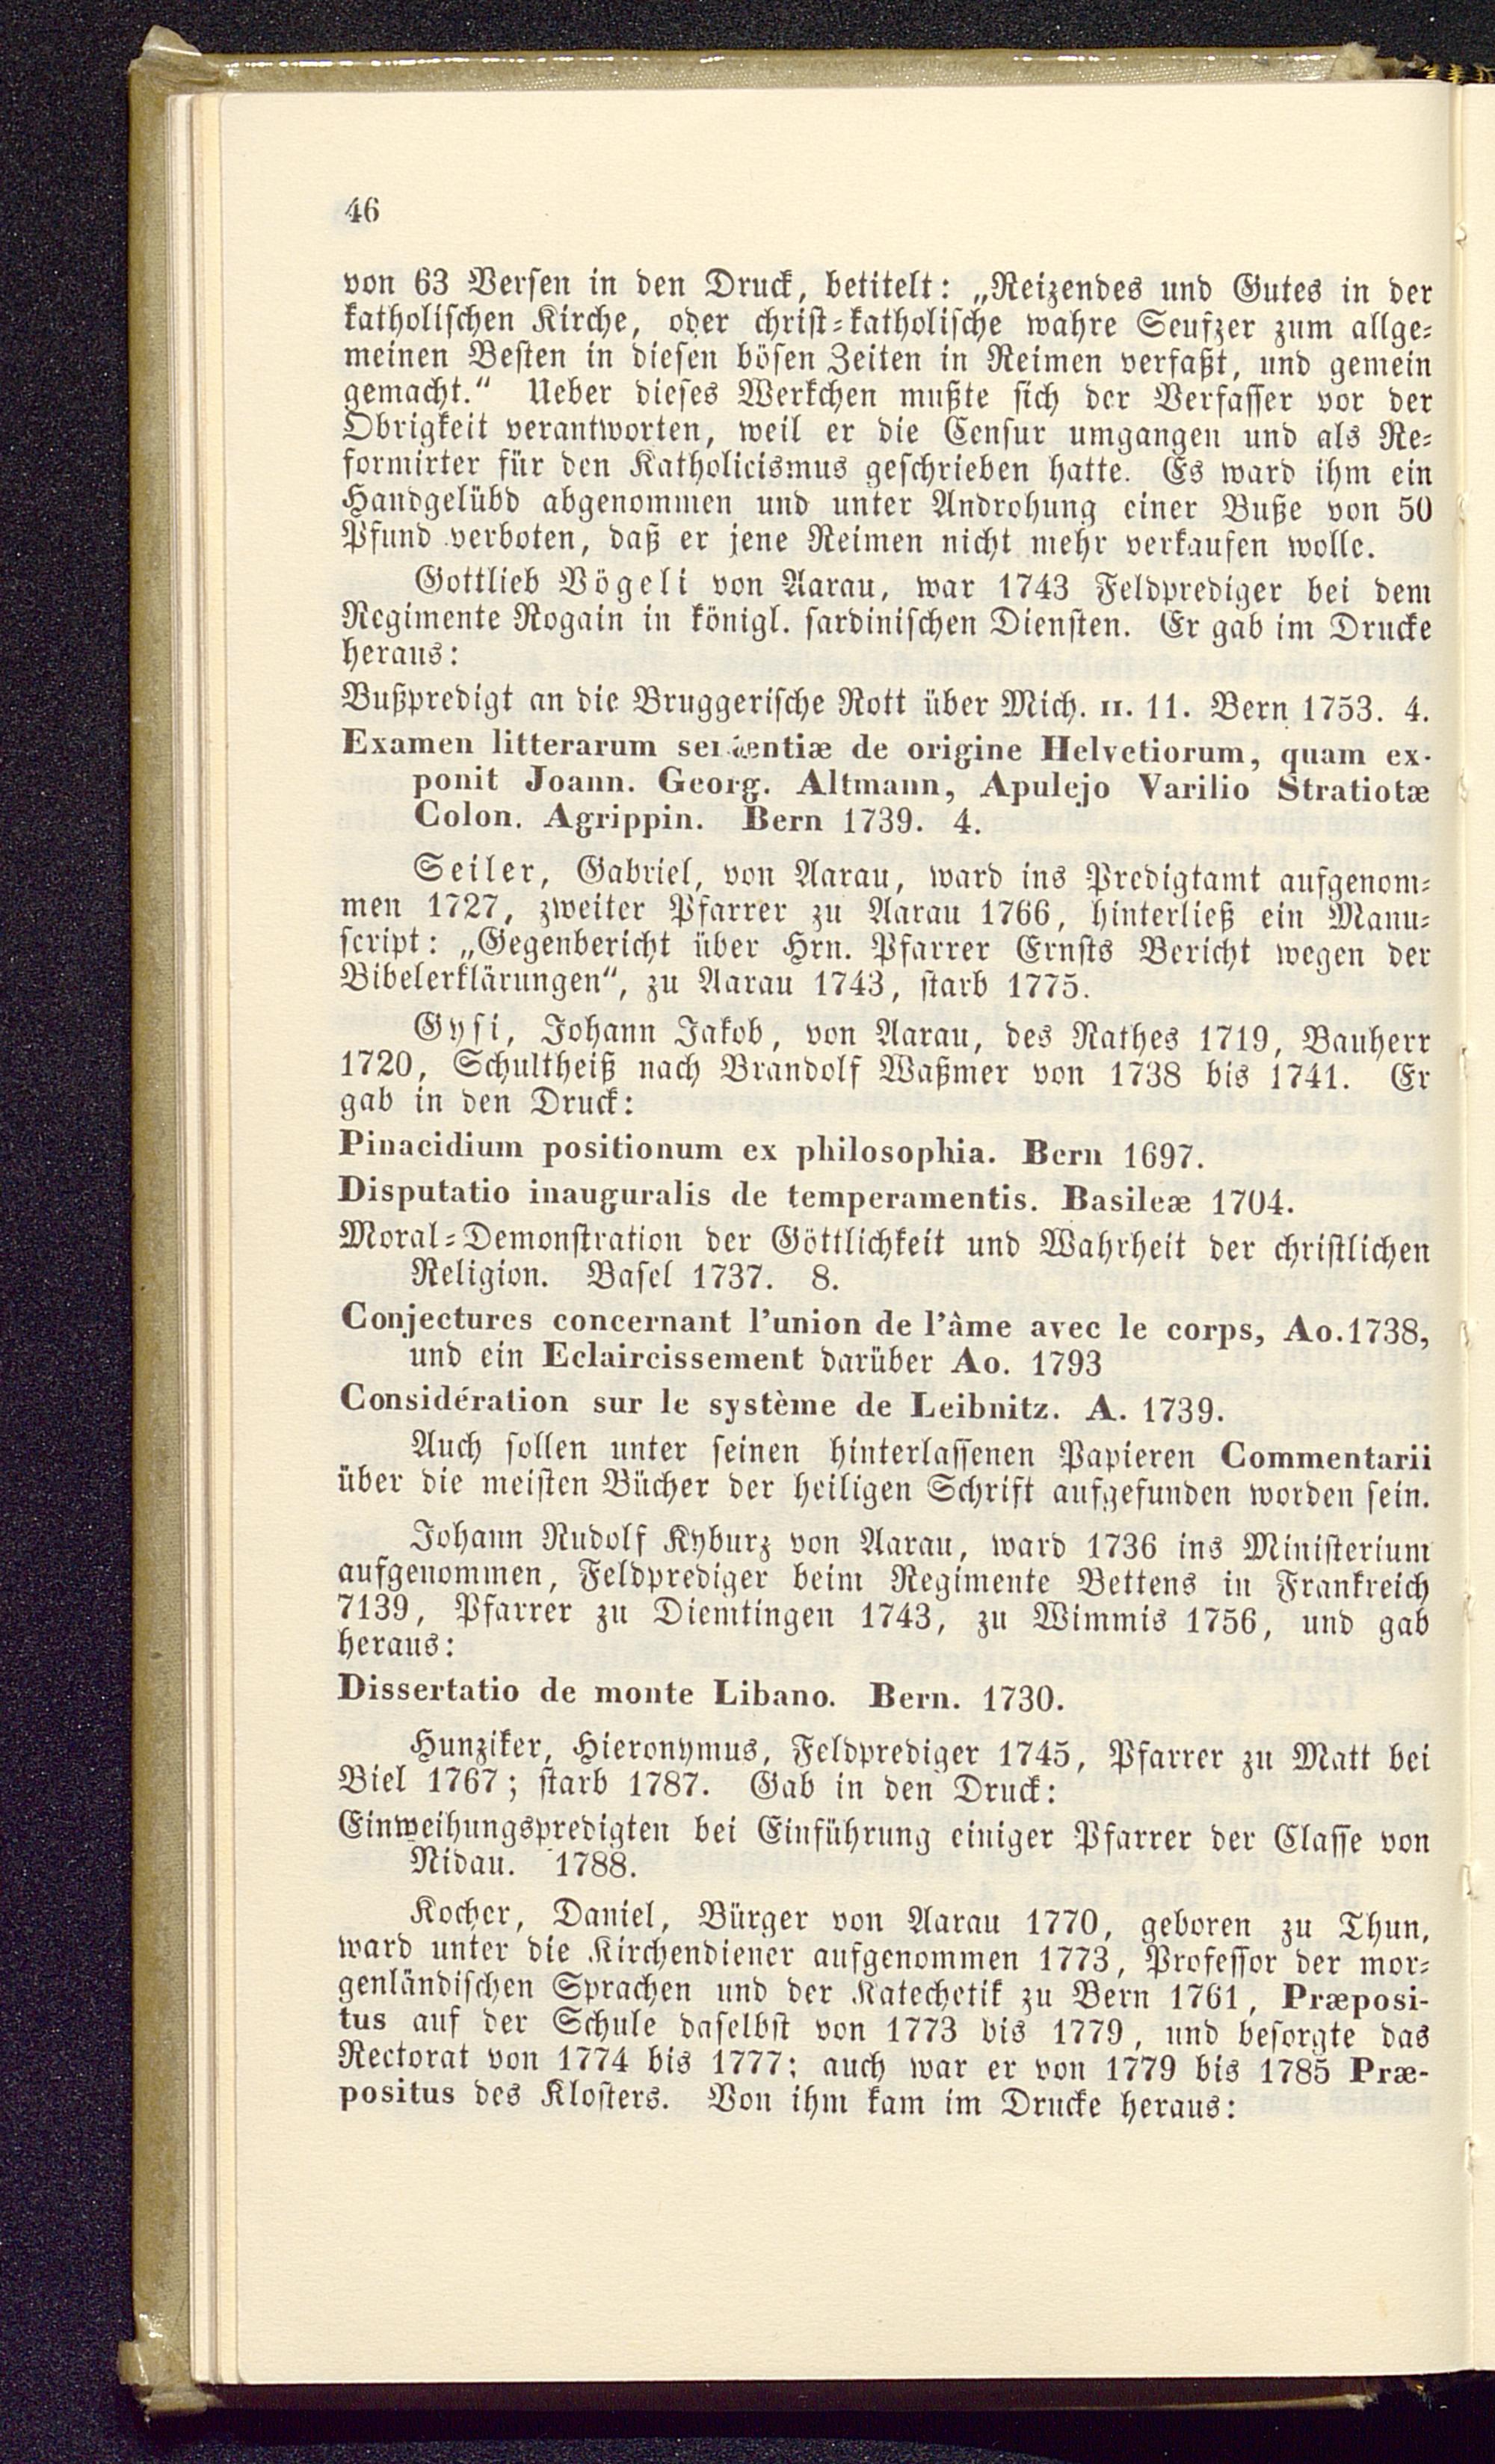 46
von 63 Versen in den Druck, betitelt: „Reizendes und Gutes in der
katholischen Kirche, oder christ-katholische wahre Seufzer zum allge-
meinen Besten in diesen bösen Zeiten in Reimen verfaßt, und gemein
gemacht.“ Ueber dieses Werkchen mußte sich der Verfasser vor der
Obrigkeit verantworten, weil er die Censur umgangen und als Re-
formirter für den Katholicismus geschrieben hatte. Es ward ihm ein
Handgelübd abgenommen und unter Androhung einer Buße von 50
Pfund verboten, daß er jene Reimen nicht mehr verkaufen wolle.
Gottlieb Vögeli von Aarau, war 1743 Feldprediger bei dem
Regimente Rogain in königl. sardinischen Diensten. Er gab im Drucke
heraus:
Bußpredigt an die Bruggerische Rott über Mich. II. 11. Bern 1753. 4.
Examen litterarum de origine Helvetiorum, quam ex-
ponit Joann. Georg. Altmann, Apulejo Varilio Stratiotæ
Colon. Agrippin. Bern 1739. 4.
Seiler, Gabriel, von Aarau, ward ins Predigtamt aufgenom-
men 1727, zweiter Pfarrer zu Aarau 1766, hinterließ ein Manu-
script: „Gegenbericht über Hrn. Pfarrer Ernsts Bericht wegen der
Bibelerklärungen“, zu Aarau 1743, starb 1775.
Gysi, Johann Jakob, von Aarau, des Rathes 1719, Bauherr
1720, Schultheiß nach Brandolf Waßmer von 1738 bis 1741. Er
gab in den Druck:
Pinacidium positionum ex philosophia. Bern 1697.
Disputatio inauguralis de temperamentis. Basileæ 1704.
Moral-Demonstration der Göttlichkeit und Wahrheit der christlichen
Religion. Basel 1737. 8.
Conjectures concernant l'union de l'âme avec le corps, Ao. 1738,
und ein Eclaircissement darüber Ao. 1793
Considération sur le système de Leibnitz. A. 1739.
Auch sollen unter seinen hinterlassenen Papieren Commentarii
über die meisten Bücher der heiligen Schrift aufgefunden worden sein.
Johann Rudolf Kyburz von Aarau, ward 1736 ins Ministerium
aufgenommen, Feldprediger beim Regimente Bettens in Frankreich
7139, Pfarrer zu Diemtingen 1743, zu Wimmis 1756, und gab
heraus:
Dissertatio de monte Libano. Bern. 1730.
Hunziker, Hieronymus, Feldprediger 1745, Pfarrer zu Matt bei
Biel 1767; starb 1787. Gab in den Druck:
Einweihungspredigten bei Einführung einiger Pfarrer der Classe von
Nidau. 1788.
Kocher, Daniel, Bürger von Aarau 1770, geboren zu Thun,
ward unter die Kirchendiener aufgenommen 1773, Professor der mor-
genländischen Sprachen und der Katechetik zu Bern 1761, Præposi-
tus auf der Schule daselbst von 1773 bis 1779, und besorgte das
Rectorat von 1774 bis 1777; auch war er von 1779 bis 1785 Præ-
positus des Klosters. Von ihm kam im Drucke heraus: